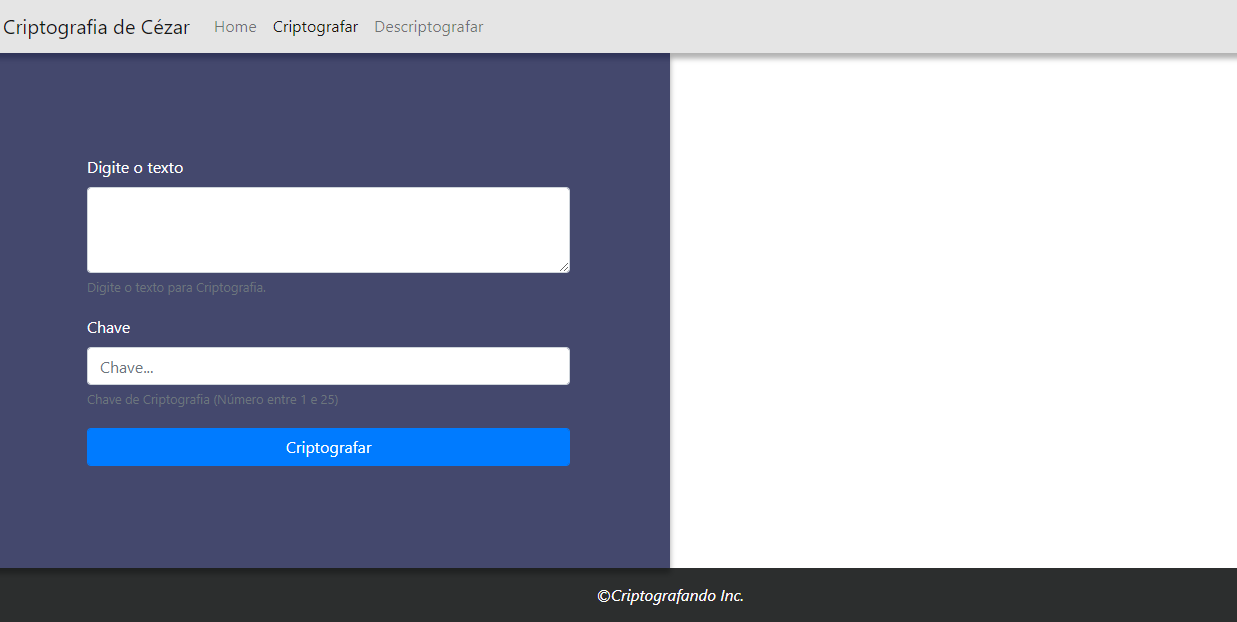 Criptografia de Cézar Home Criptografar Descriptografar
Digite o texto
Digite o texto para Criptografia.
Chave
Chave...
Chave de Criptografia (Número entre 1 e 25)
Criptografar
©Criptografando Inc.